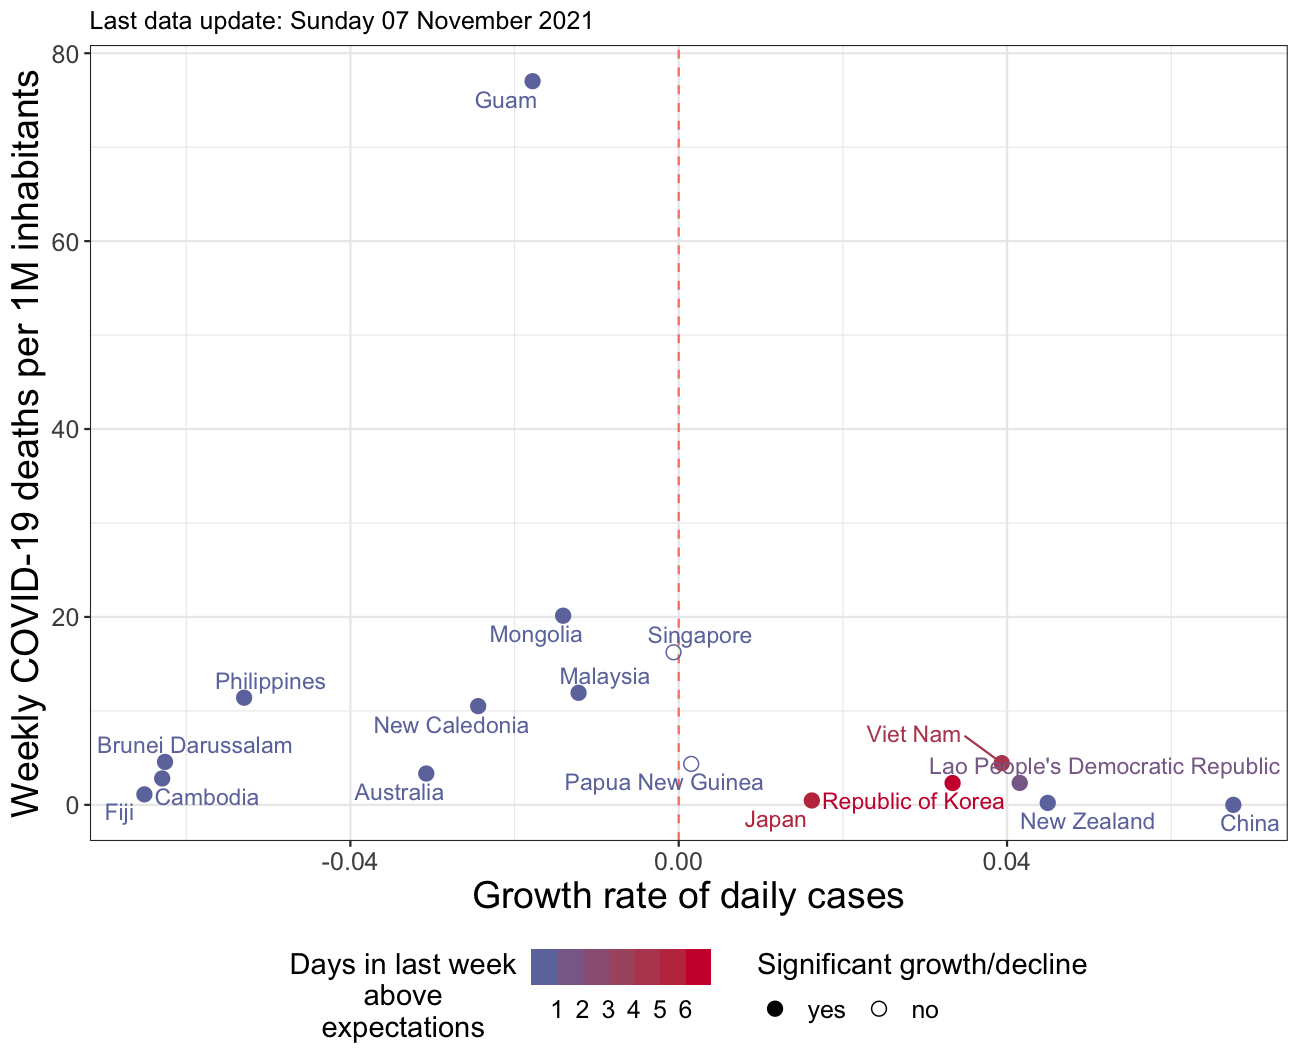 Last data update: Sunday 07 November 2021
Weekly COVID-19 deaths per 1M inhabitants
80
60
40
20
0
Guam
Mongolia
Singapore
Malaysia
Philippines
New Caledonia
Viet Nam
Brunei Darussalam
Lao People's Democratic Republic
Papua New Guinea
Australia
Cambodia
Republic of Korea
Fiji
Japan
New Zealand
China
-0.04
0.00
0.04
Growth rate of daily cases
Days in last week
above
expectations
1 2 3 4 5 6
Significant growth/decline
yes
no